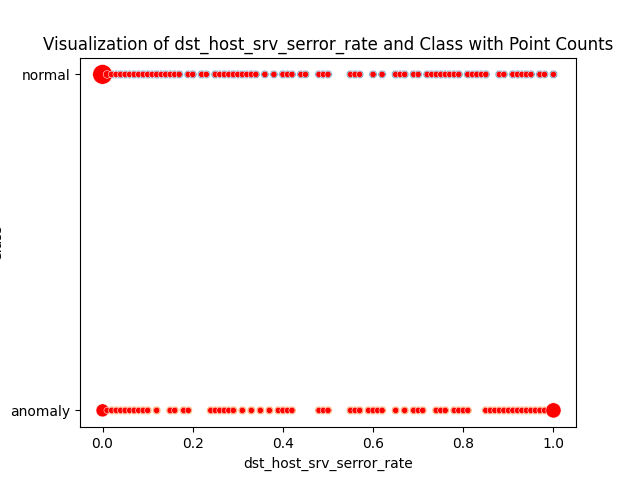 Visualization of dst_host_srv_serror_rate and Class with Point Counts
normal
anomaly
0.0 0.2 0.4 0.6 0.8 1.0
dst_host_srv_serror_rate